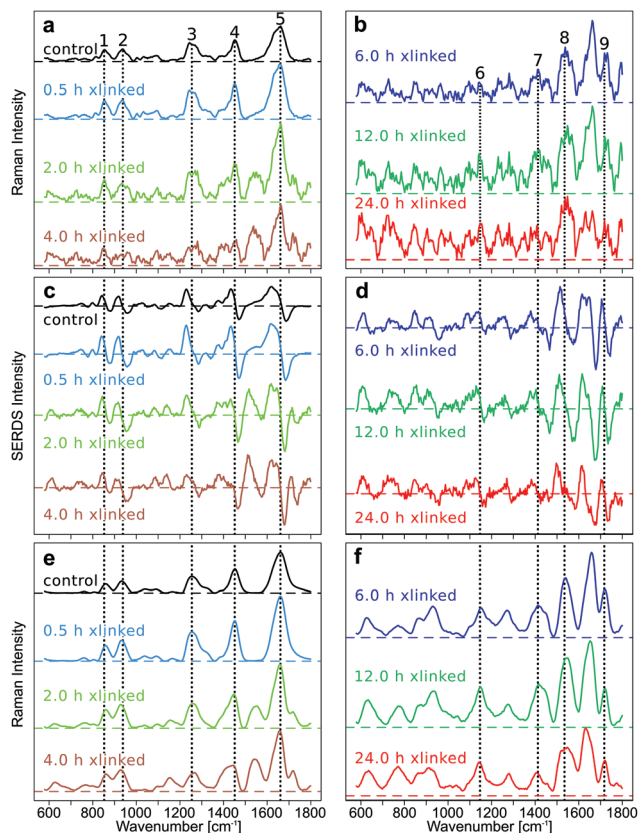 a
control
1 2 3 4 5
0.5 h xlinked
2.0 h xlinked
4.0 h xlinked
Raman Intensity
b
6.0 h xlinked
6 7 8 9
12.0 h xlinked
24.0 h xlinked
c
control
0.5 h xlinked
2.0 h xlinked
4.0 h xlinked
SERDS Intensity
d
6.0 h xlinked
12.0 h xlinked
24.0 h xlinked
e
control
0.5 h xlinked
2.0 h xlinked
4.0 h xlinked
Raman Intensity
600 800 1000 1200 1400 1600 1800
Wavenumber [cm⁻¹]
f
6.0 h xlinked
12.0 h xlinked
24.0 h xlinked
600 800 1000 1200 1400 1600 1800
Wavenumber [cm⁻¹]